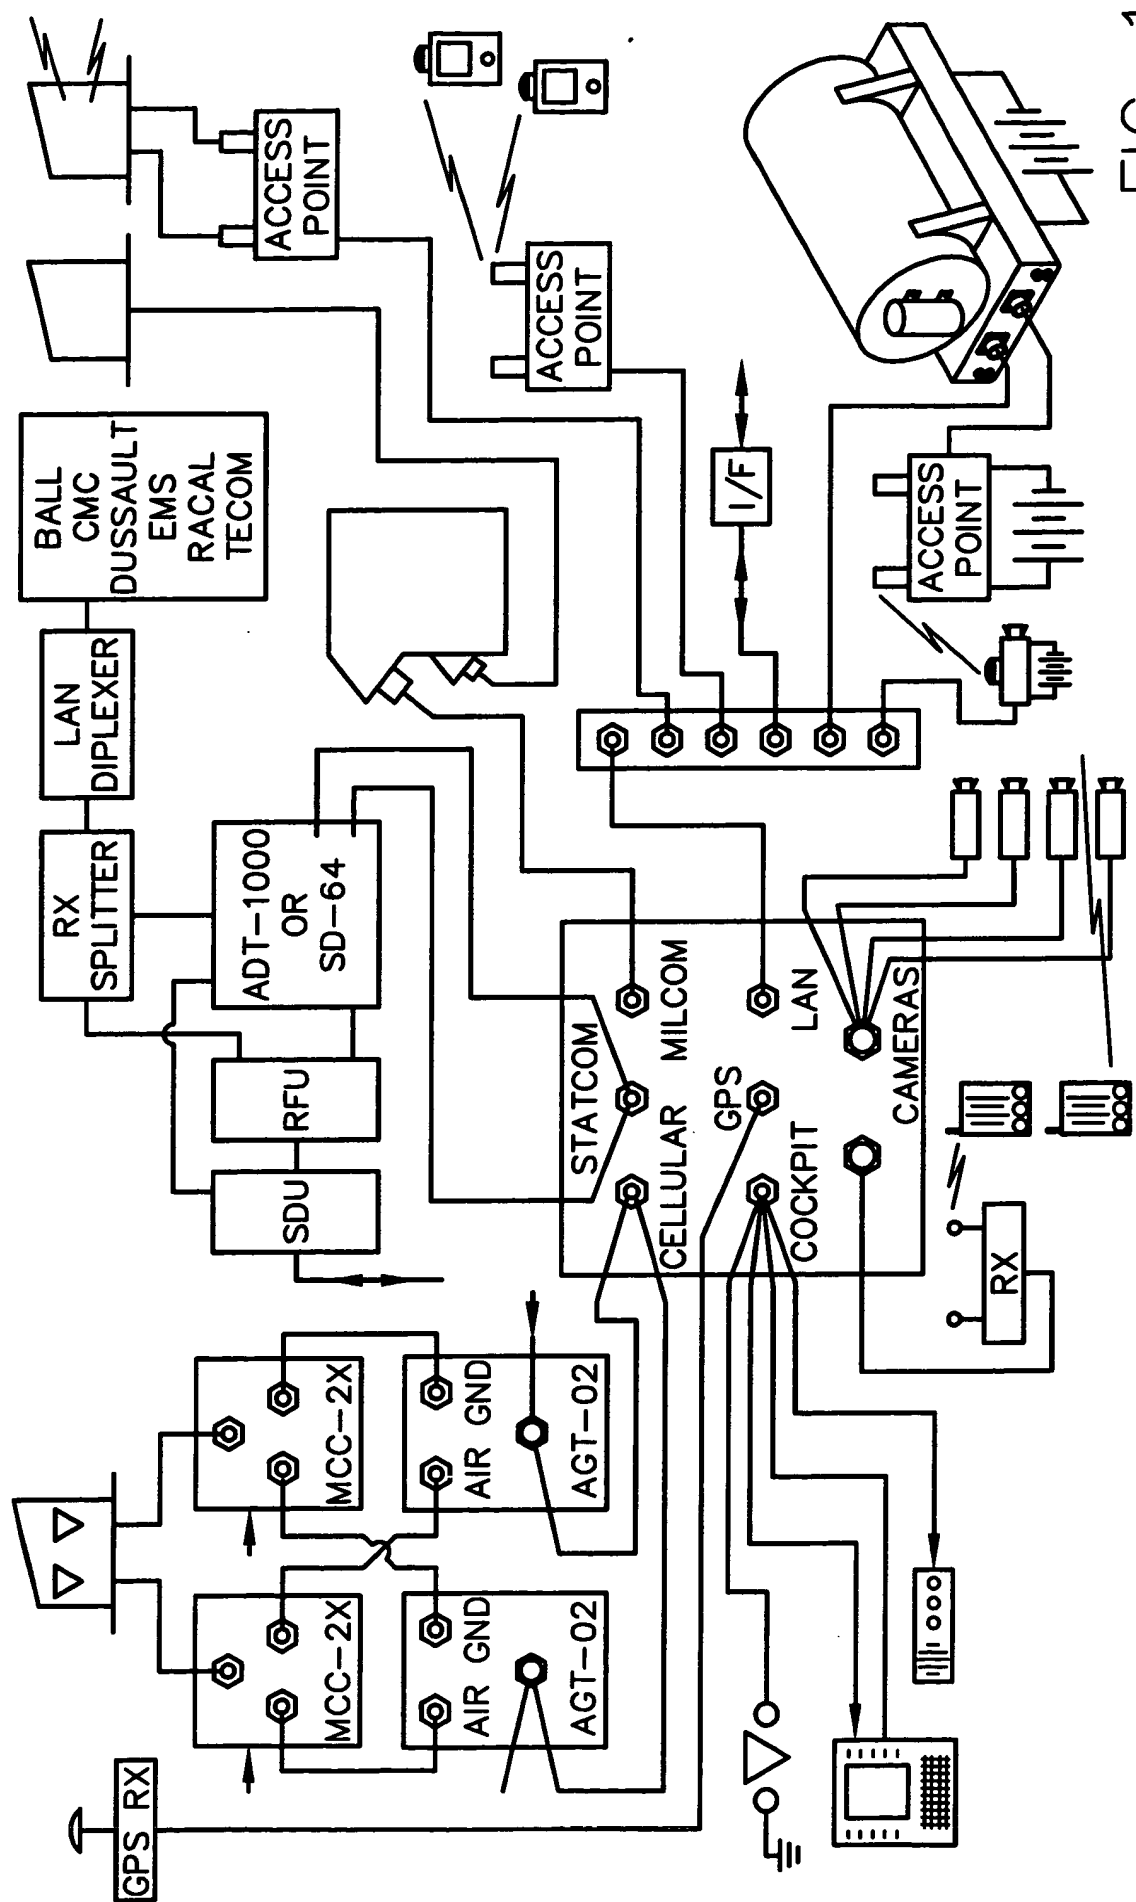 GPS RX
MCC-2X
MCC-2X
AIR GND
AGT-02
AIR GND
AGT-02
SDU
RFU
ADT-1000
OR
SD-64
RX
SPLITTER
LAN
DIPLEXER
BALL
CMC
DUSSAULT
EMS
RACAL
TECOM
ACCESS
POINT
ACCESS
POINT
I/F
STATCOM
CELLULAR
MILCOM
GPS
COCKPIT
LAN
CAMERAS
RX
ACCESS
POINT